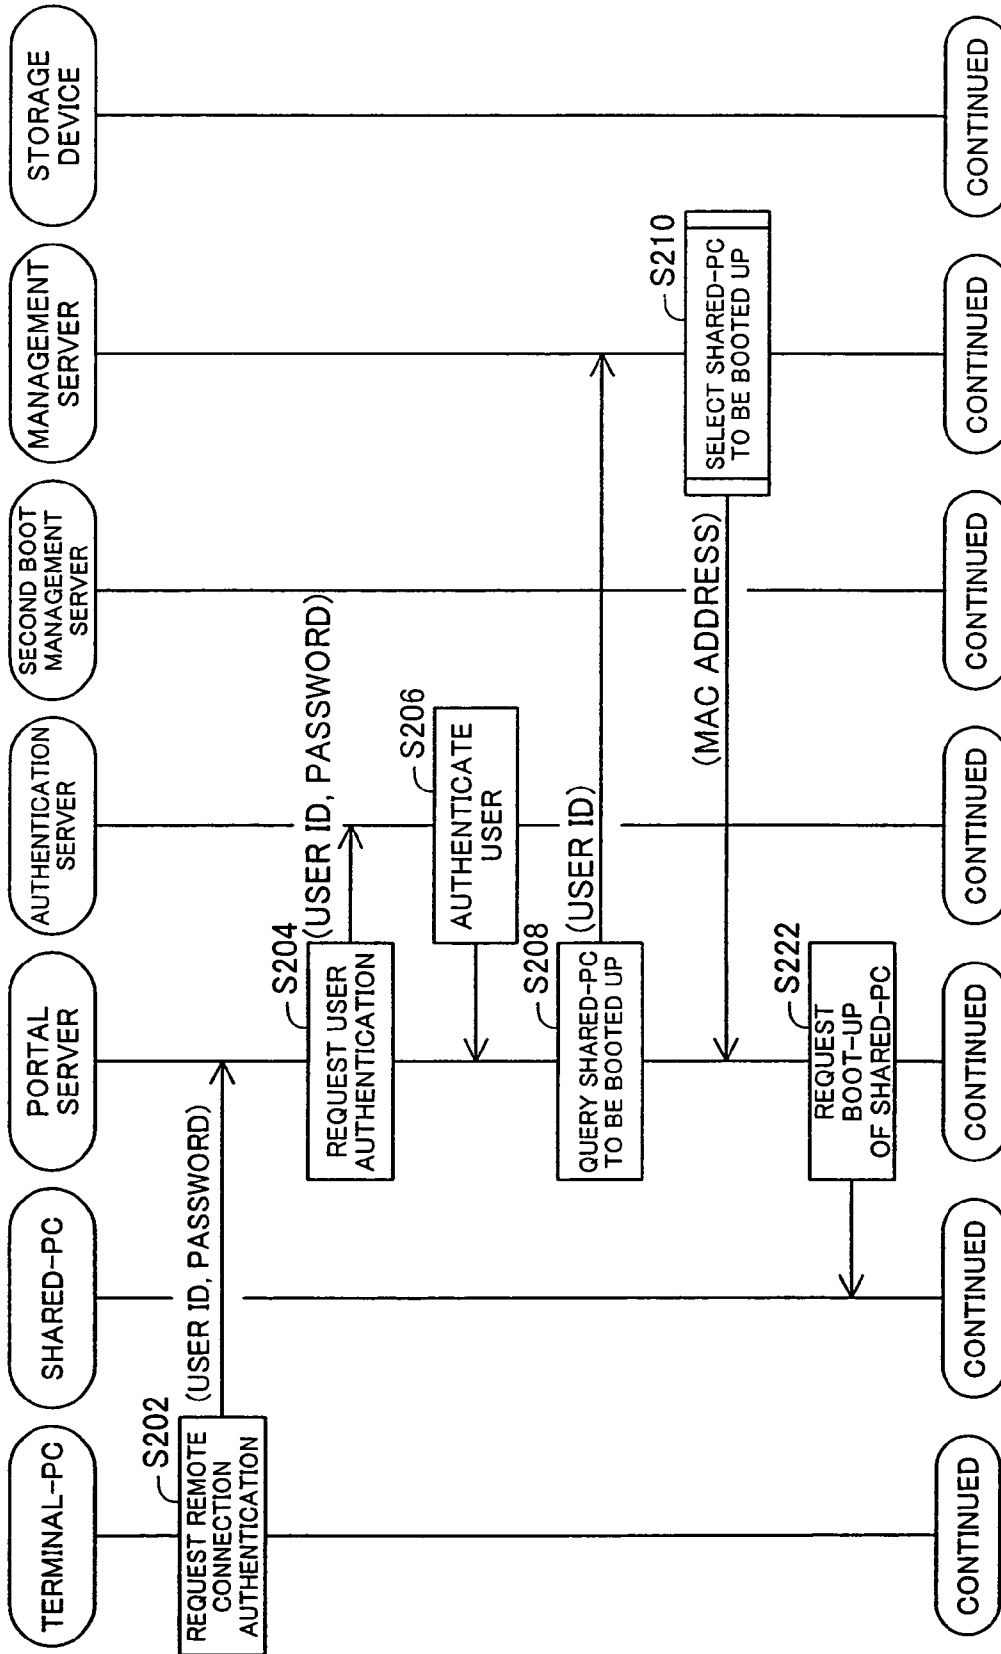 TERMINAL-PC
SHARED-PC
PORTAL
SERVER
AUTHENTICATION
SERVER
SECOND BOOT
MANAGEMENT
SERVER
MANAGEMENT
SERVER
STORAGE
DEVICE
S202
REQUEST REMOTE
CONNECTION
AUTHENTICATION
(USER ID, PASSWORD)
S204
REQUEST USER
AUTHENTICATION
(USER ID, PASSWORD)
S206
AUTHENTICATE
USER
S208
QUERY SHARED-PC
TO BE BOOTED UP
(USER ID)
S210
SELECT SHARED-PC
TO BE BOOTED UP
(MAC ADDRESS)
S222
REQUEST
BOOT-UP
OF SHARED-PC
CONTINUED
CONTINUED
CONTINUED
CONTINUED
CONTINUED
CONTINUED
CONTINUED